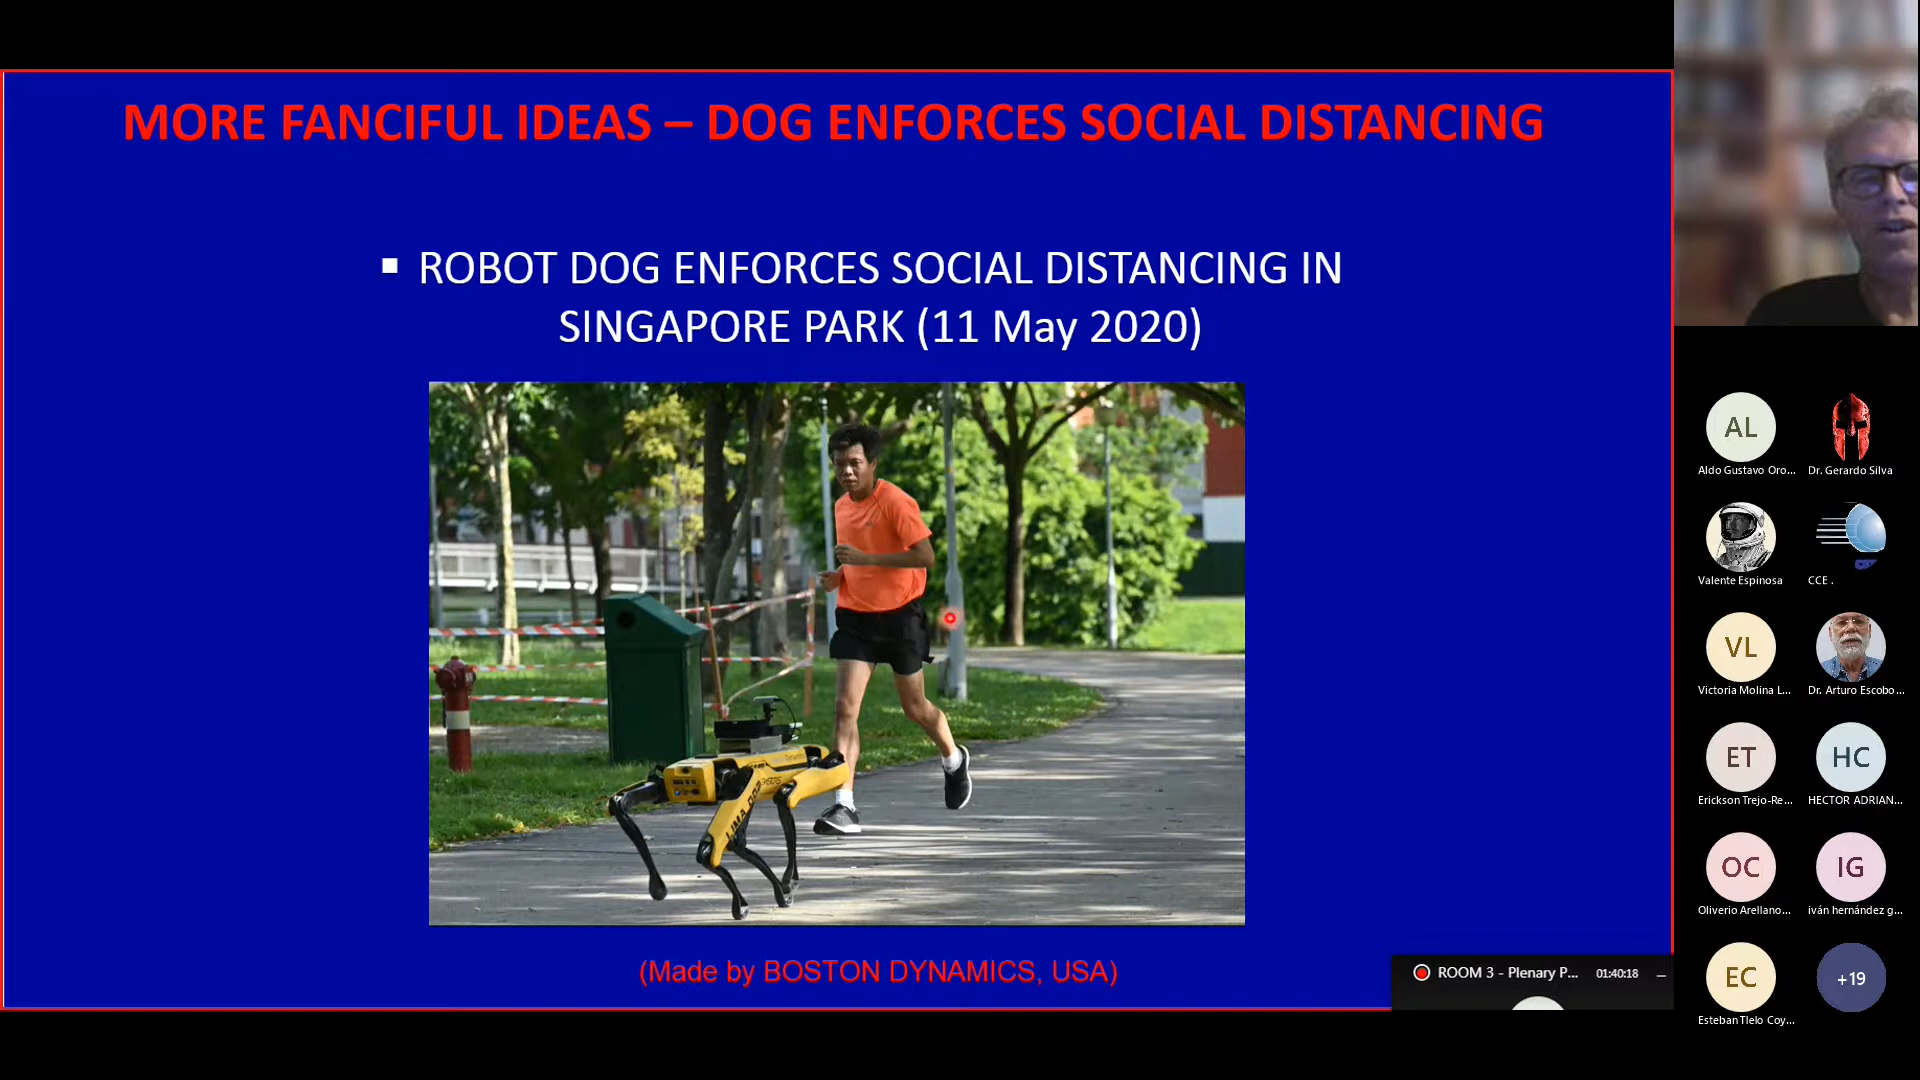 MORE FANCIFUL IDEAS – DOG ENFORCES SOCIAL DISTANCING
▪ ROBOT DOG ENFORCES SOCIAL DISTANCING IN
SINGAPORE PARK (11 May 2020)
(Made by BOSTON DYNAMICS, USA)
ROOM 3 - Plenary P... 01:40:18
AL
Aldo Gustavo Oro... Dr. Gerardo Silva
Valente Espinosa CCE .
VL
Victoria Molina L... Dr. Arturo Escobo...
ET HC
Erickson Trejo-Re... HECTOR ADRIAN...
OC IG
Oliverio Arellano... iván hernández g...
EC +19
Esteban Tlelo Coy...